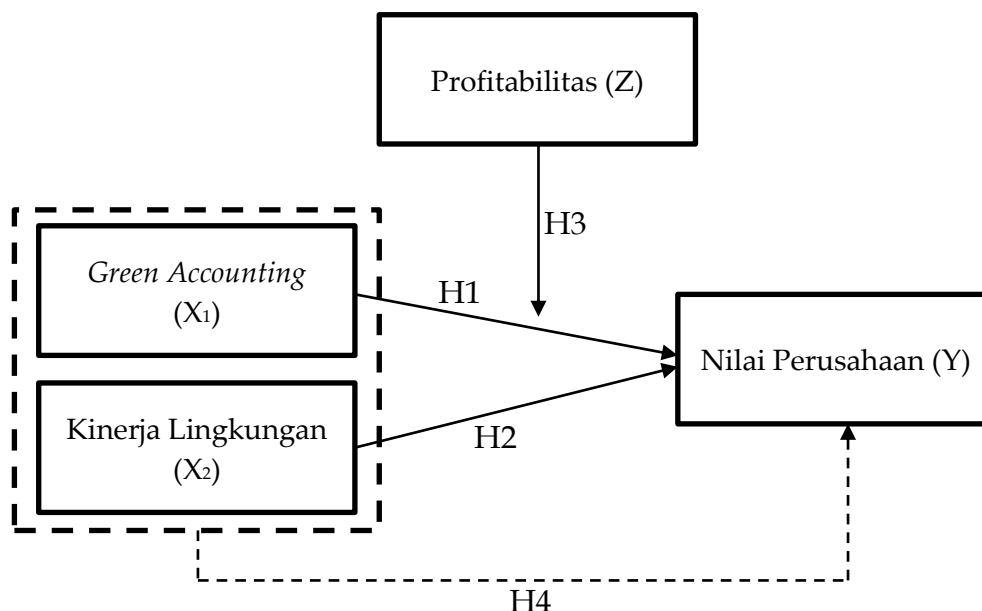 Profitabilitas (Z)
H3
Green Accounting
(X₁)
H1
Nilai Perusahaan (Y)
Kinerja Lingkungan
(X₂)
H2
H4